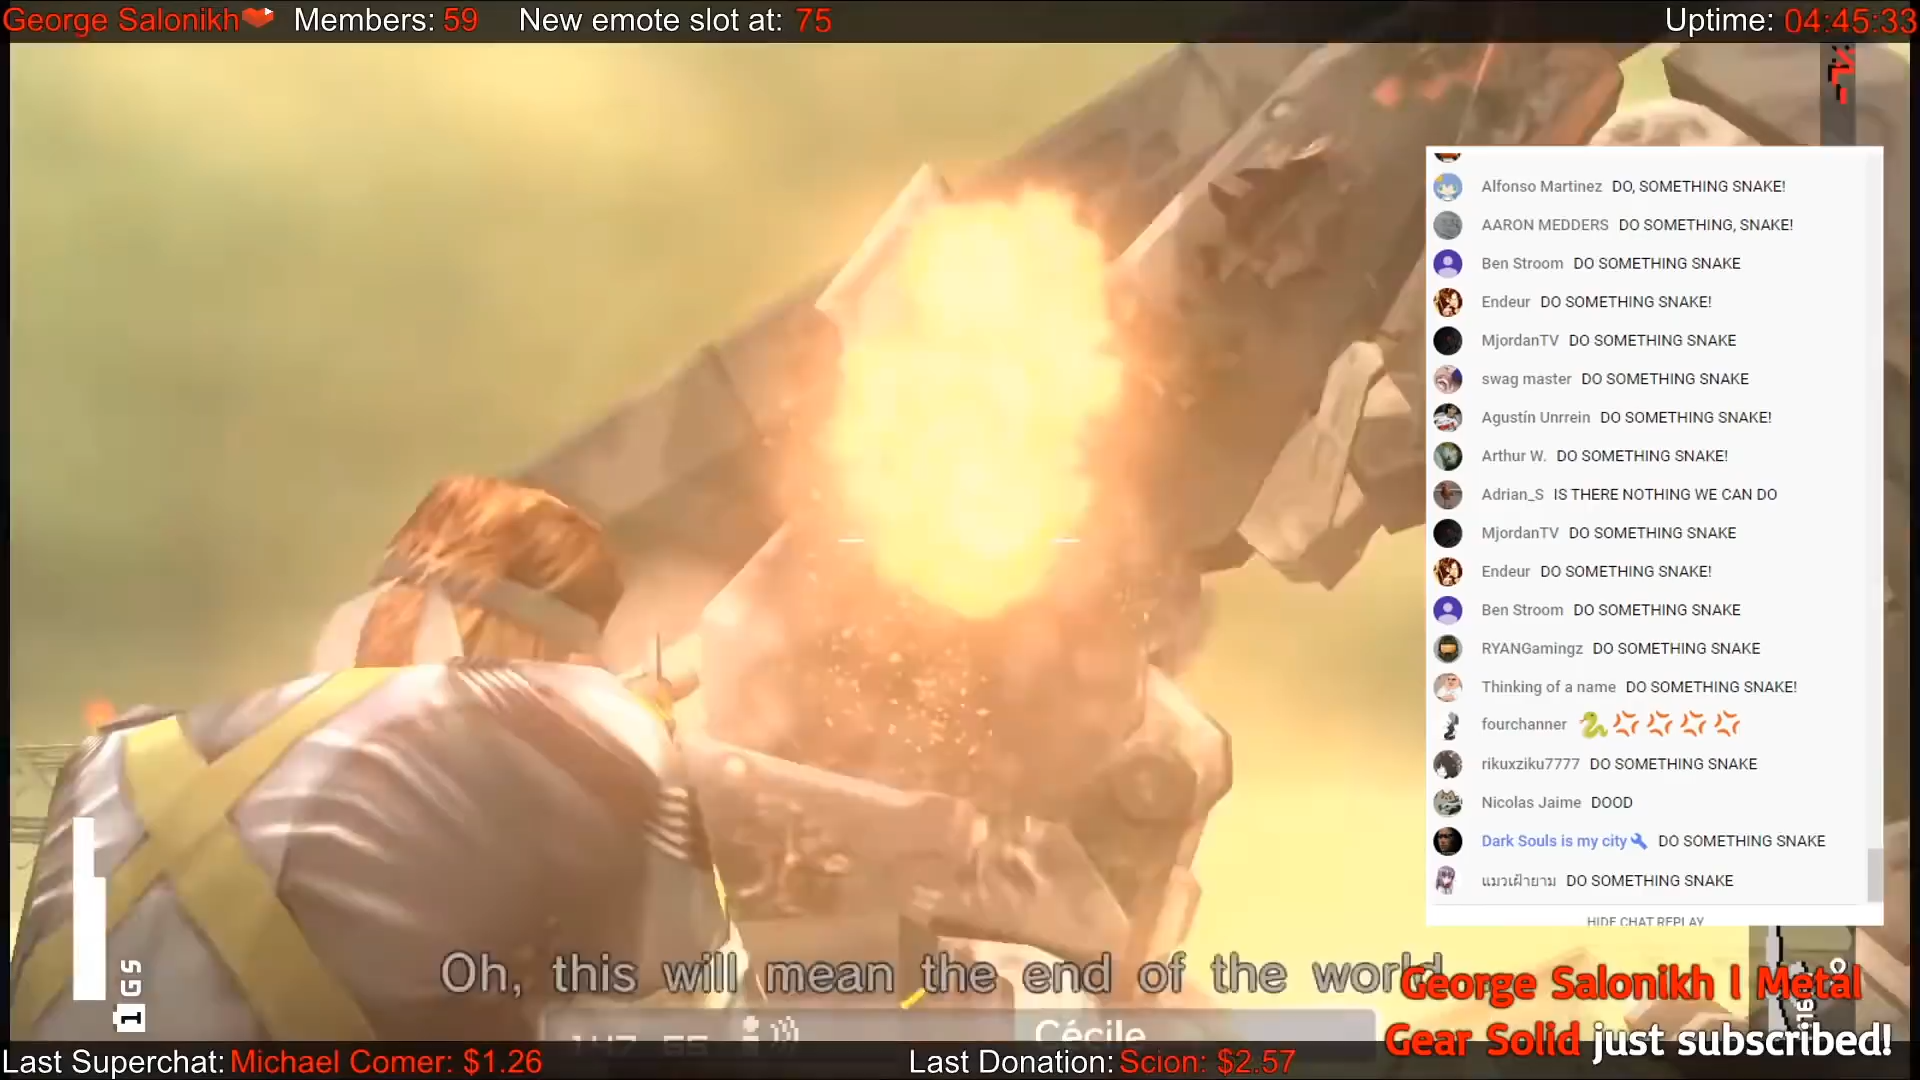 George Salonikh Members: 59 New emote slot at: 75 Uptime: 04:45:33
Alfonso Martinez DO, SOMETHING SNAKE!
AARON MEDDERS DO SOMETHING, SNAKE!
Ben Stroom DO SOMETHING SNAKE
Endeur DO SOMETHING SNAKE!
MjordanTV DO SOMETHING SNAKE
swag master DO SOMETHING SNAKE
Agustín Unrrein DO SOMETHING SNAKE!
Arthur W. DO SOMETHING SNAKE!
Adrian_S IS THERE NOTHING WE CAN DO
MjordanTV DO SOMETHING SNAKE
Endeur DO SOMETHING SNAKE!
Ben Stroom DO SOMETHING SNAKE
RYANGamingz DO SOMETHING SNAKE
Thinking of a name DO SOMETHING SNAKE!
fourchanner 🐍💢💢💢💢
rikuxziku7777 DO SOMETHING SNAKE
Nicolas Jaime DOOD
Dark Souls is my city DO SOMETHING SNAKE
แมวเฝ้ายาม DO SOMETHING SNAKE
HIDE CHAT REPLAY
1 GS
Oh, this will mean the end of the world
George Salonikh l Metal
Gear Solid just subscribed!
Cécile
Last Superchat: Michael Comer: $1.26 Last Donation: Scion: $2.57